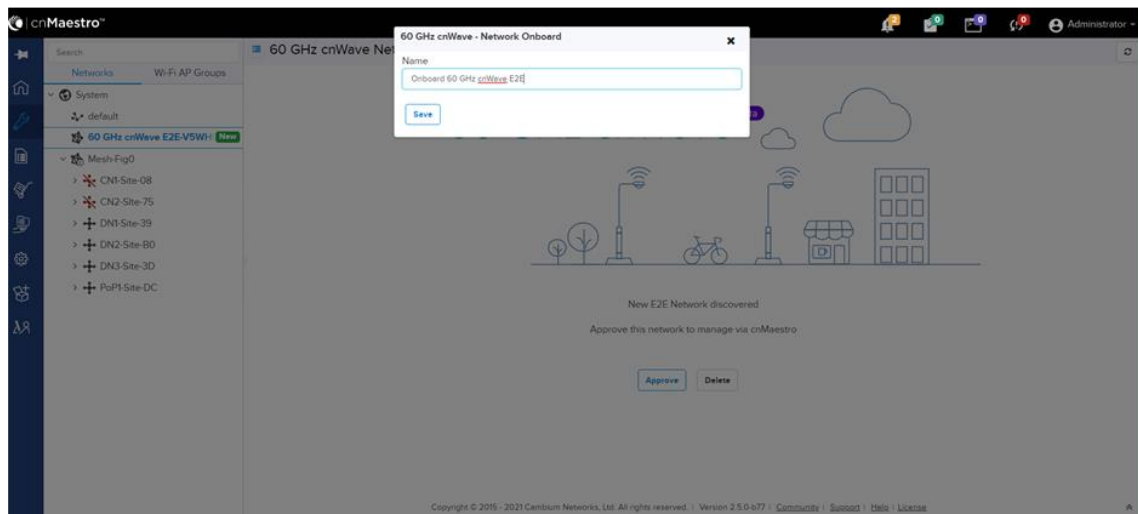 cnMaestro™
2
0
0
0
Administrator
Search
Networks
Wi-Fi AP Groups
System
default
60 GHz cnWave E2E-V5WH
New
Mesh-Fig0
CN1-Site-08
CN2-Site-75
DN1-Site-39
DN2-Site-B0
DN3-Site-3D
PoP1-Site-DC
60 GHz cnWave Net
60 GHz cnWave - Network Onboard
Name
Onboard 60 GHz cnWave E2E
Save
New E2E Network discovered
Approve this network to manage via cnMaestro
Approve
Delete
Copyright © 2015 - 2021 Cambium Networks, Ltd. All rights reserved. | Version 2.5.0-b77 | Community | Support | Help | License